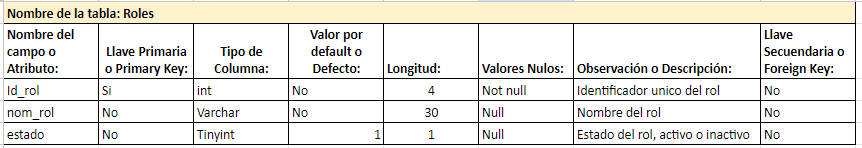 Nombre de la tabla: Roles
Nombre del campo o Atributo: Llave Primaria o Primary Key: Tipo de Columna: Valor por default o Defecto: Longitud: Valores Nulos: Observación o Descripción: Llave Secuendaria o Foreign Key:
Id_rol Si int No 4 Not null Identificador unico del rol No
nom_rol No Varchar No 30 Null Nombre del rol No
estado No Tinyint 1 1 Null Estado del rol, activo o inactivo No